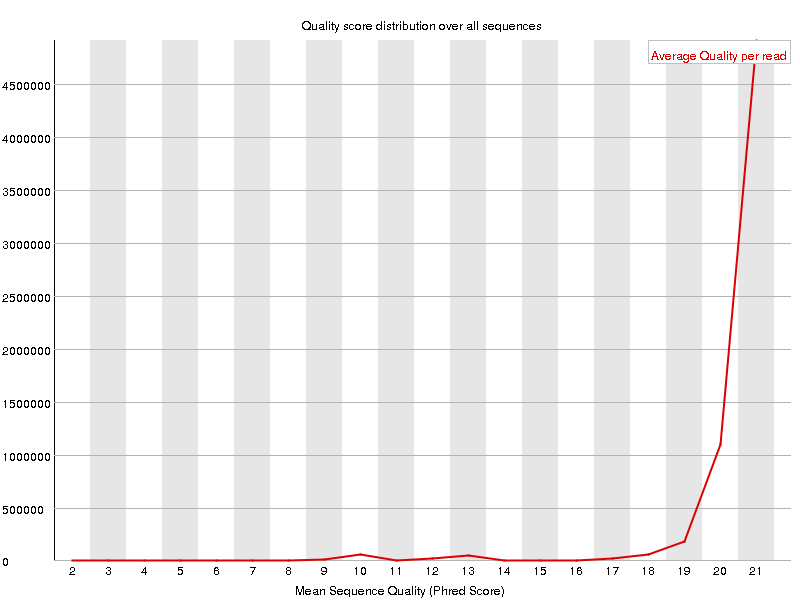 Quality score distribution over all sequences
Average Quality per read
4500000
4000000
3500000
3000000
2500000
2000000
1500000
1000000
500000
0
2 3 4 5 6 7 8 9 10 11 12 13 14 15 16 17 18 19 20 21
Mean Sequence Quality (Phred Score)